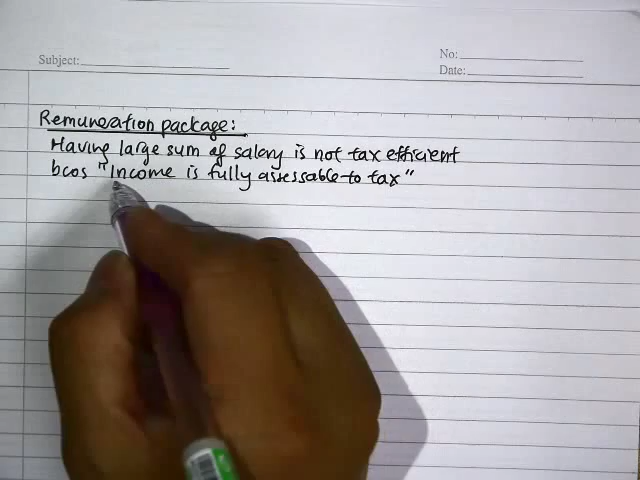 Subject:
No:
Date:
Remuneration package:
Having large sum of salary is not tax efficient
bcos "Income is fully assessable to tax"